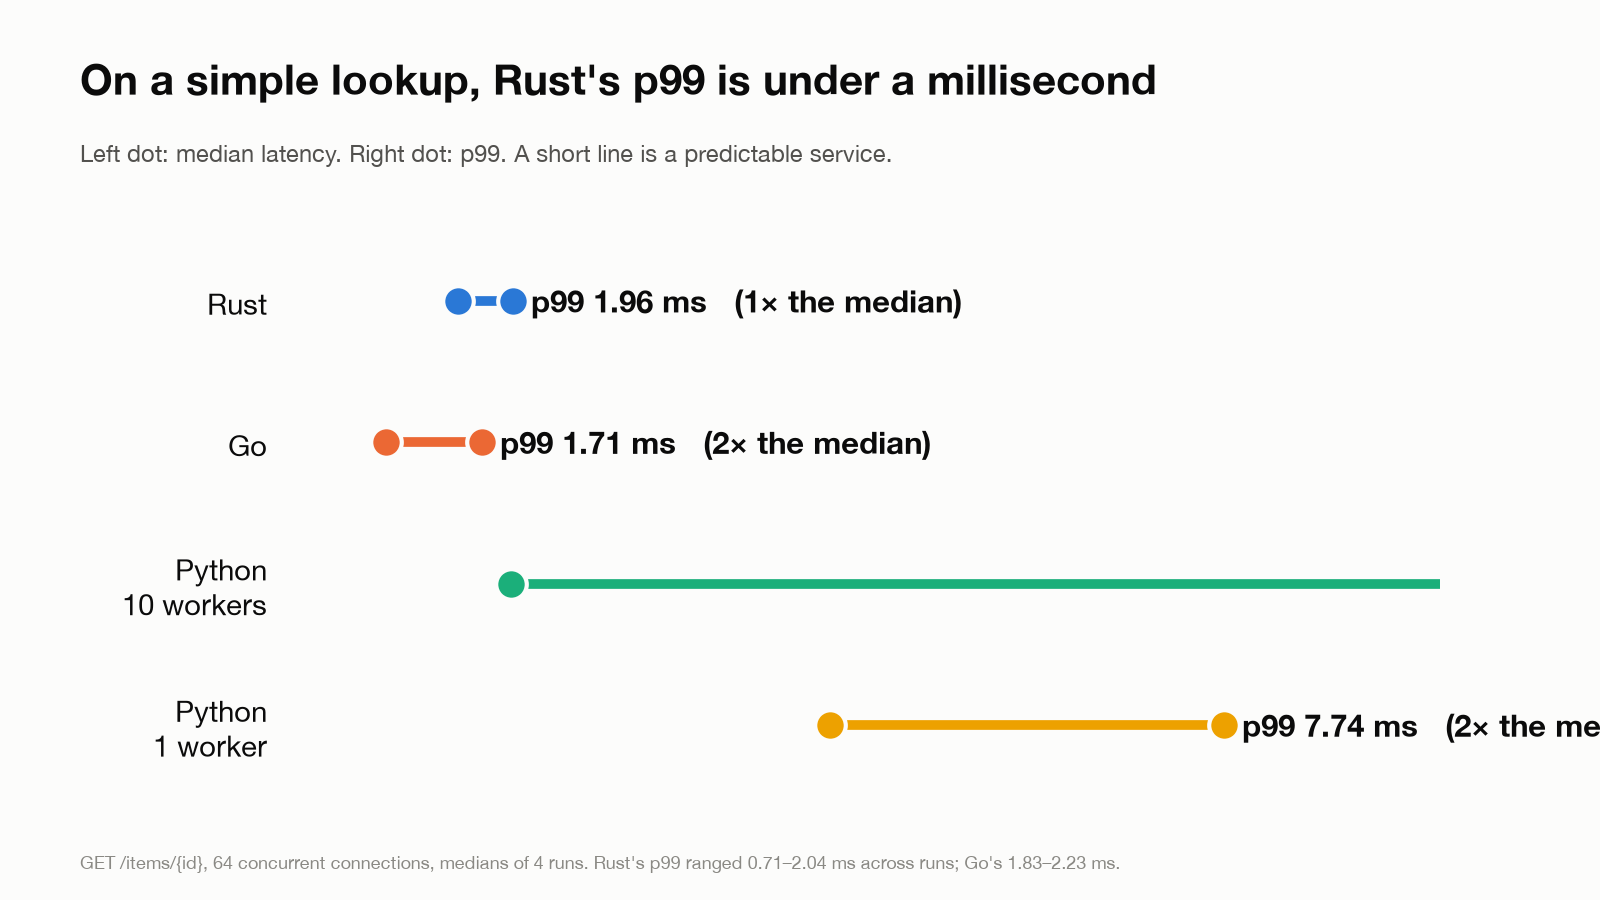 On a simple lookup, Rust's p99 is under a millisecond
Left dot: median latency. Right dot: p99. A short line is a predictable service.
Rust
p99 1.96 ms (1× the median)
Go
p99 1.71 ms (2× the median)
Python
10 workers
Python
1 worker
p99 7.74 ms (2× the me
GET /items/{id}, 64 concurrent connections, medians of 4 runs. Rust's p99 ranged 0.71–2.04 ms across runs; Go's 1.83–2.23 ms.